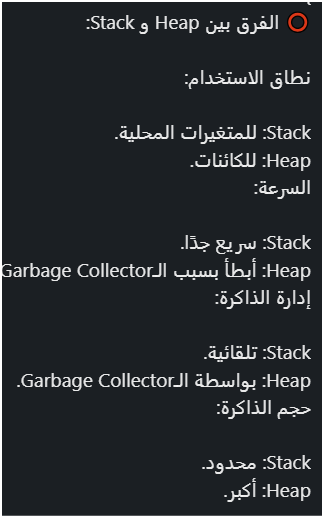 ⭕ الفرق بين Heap و Stack:
نطاق الاستخدام:
Stack: للمتغيرات المحلية.
Heap: للكائنات.
السرعة:
Stack: سريع جدًا.
Heap: أبطأ بسبب الـGarbage Collector
إدارة الذاكرة:
Stack: تلقائية.
Heap: بواسطة الـGarbage Collector.
حجم الذاكرة:
Stack: محدود.
Heap: أكبر.